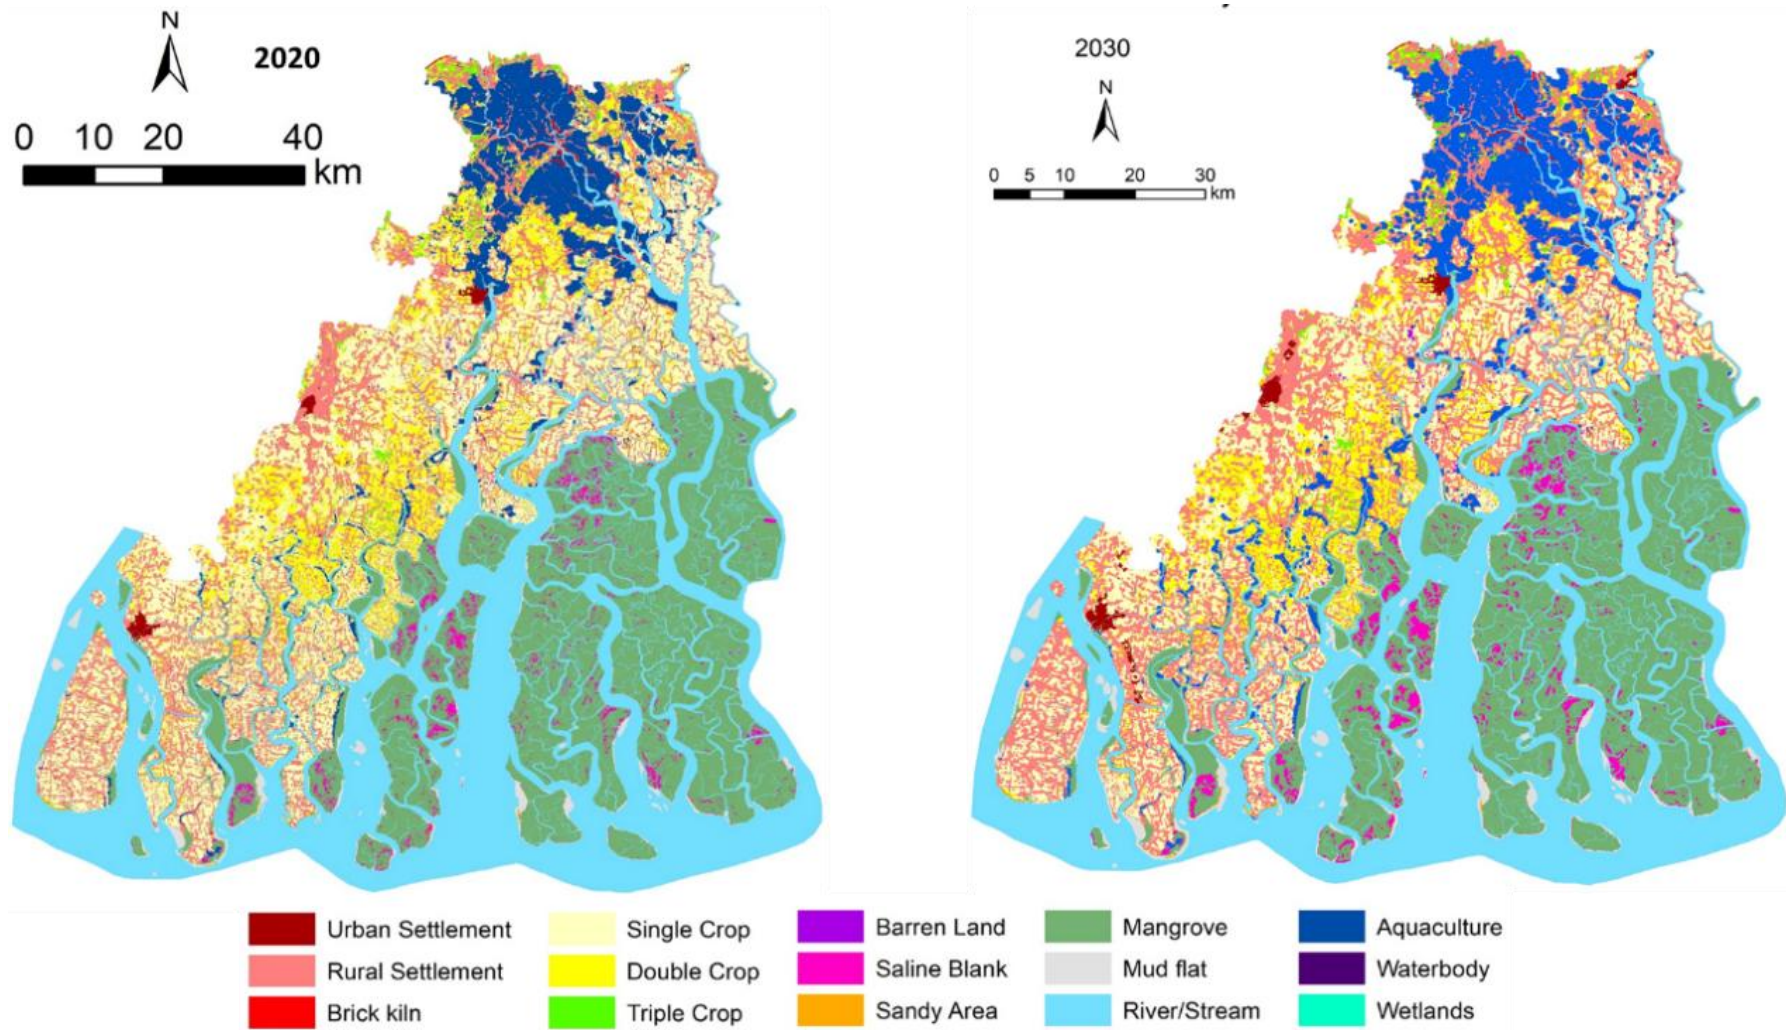 N
2020
0 10 20 40
km
2030
N
0 5 10 20 30
km
Urban Settlement
Single Crop
Barren Land
Mangrove
Aquaculture
Rural Settlement
Double Crop
Saline Blank
Mud flat
Waterbody
Brick kiln
Triple Crop
Sandy Area
River/Stream
Wetlands